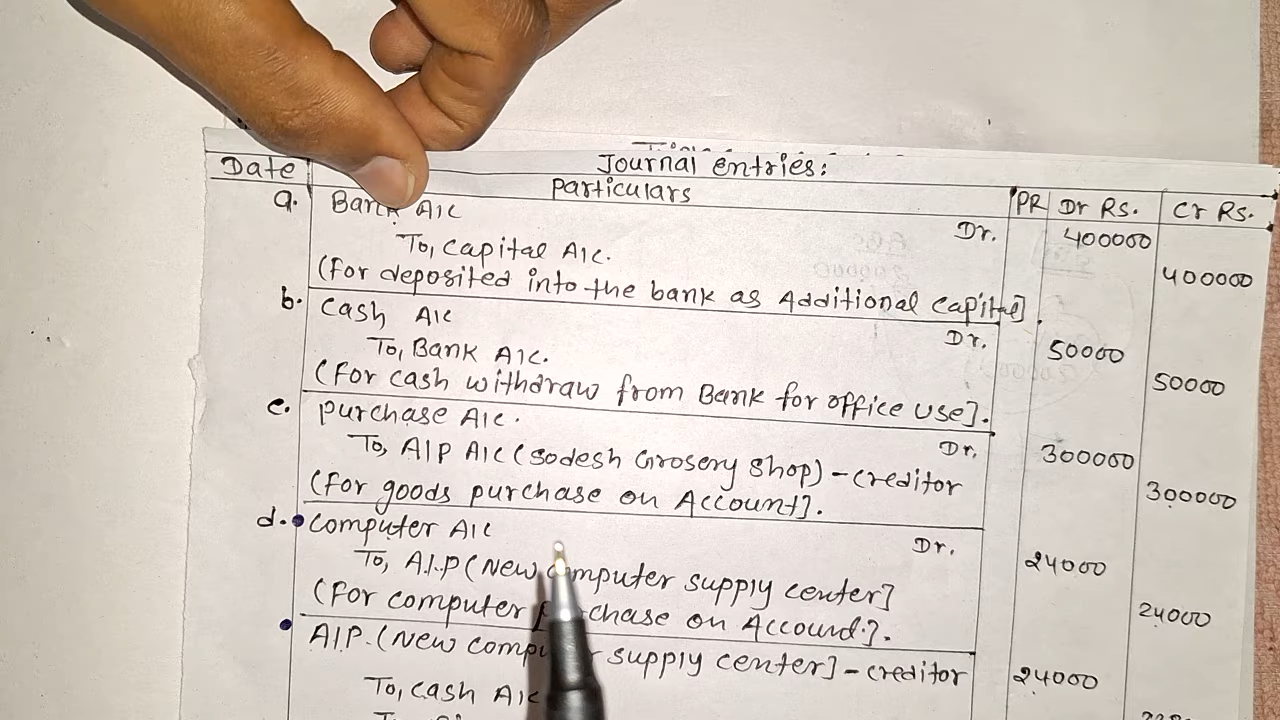 Journal entries:
Date Particulars PR Dr Rs. Cr Rs.
a. Bank A/C Dr. 400000
To, Capital A/C. 400000
(For deposited into the bank as Additional Capital].
b. Cash A/C Dr. 50000
To, Bank A/C. 50000
(For cash withdraw from Bank for office use].
c. Purchase A/C. Dr. 300000
To, A/P A/C (Sodesh Grosery Shop) - creditor 300000
(For goods purchase on Account].
d. Computer A/C Dr. 24000
To, A/P (New computer supply center] 24000
(For computer purchase on Accound.].
A/P. (New computer supply center] - creditor 24000
To, Cash A/C